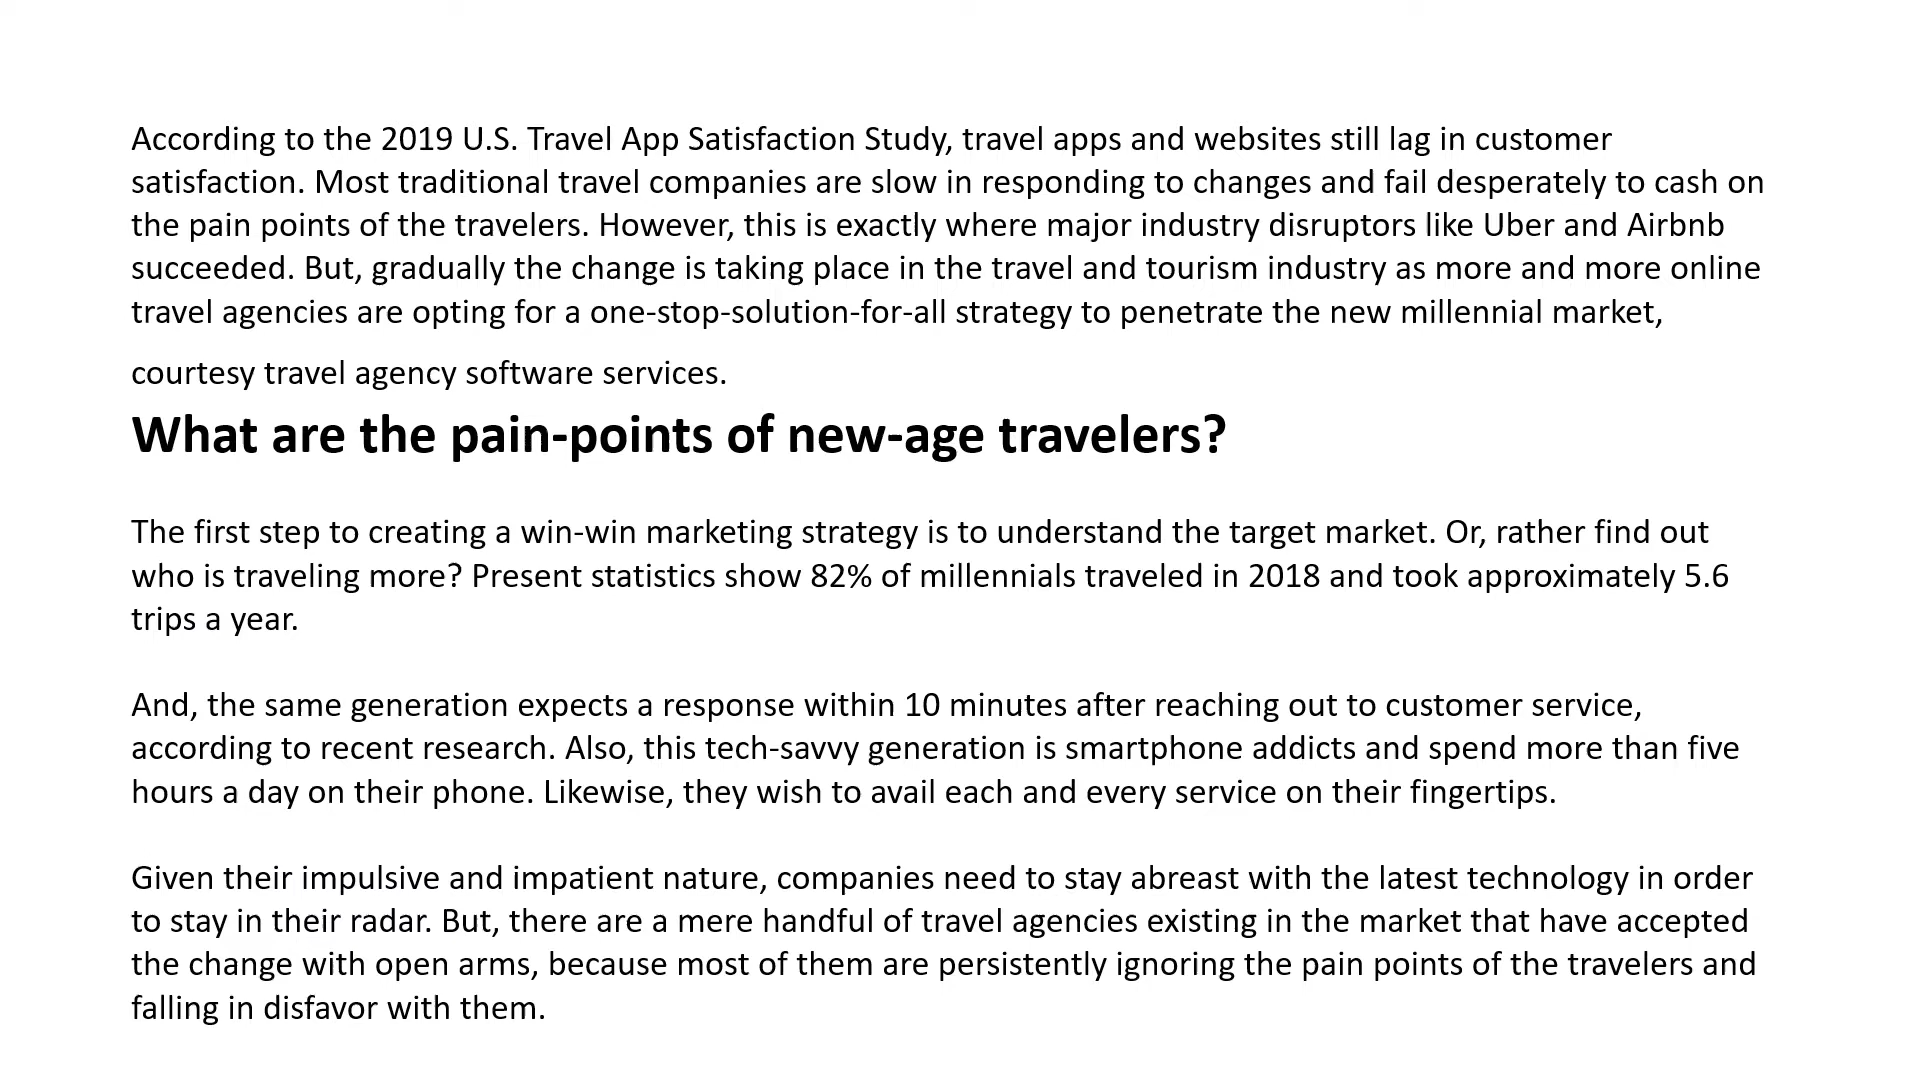 According to the 2019 U.S. Travel App Satisfaction Study, travel apps and websites still lag in customer
satisfaction. Most traditional travel companies are slow in responding to changes and fail desperately to cash on
the pain points of the travelers. However, this is exactly where major industry disruptors like Uber and Airbnb
succeeded. But, gradually the change is taking place in the travel and tourism industry as more and more online
travel agencies are opting for a one-stop-solution-for-all strategy to penetrate the new millennial market,
courtesy travel agency software services.
What are the pain-points of new-age travelers?
The first step to creating a win-win marketing strategy is to understand the target market. Or, rather find out
who is traveling more? Present statistics show 82% of millennials traveled in 2018 and took approximately 5.6
trips a year.
And, the same generation expects a response within 10 minutes after reaching out to customer service,
according to recent research. Also, this tech-savvy generation is smartphone addicts and spend more than five
hours a day on their phone. Likewise, they wish to avail each and every service on their fingertips.
Given their impulsive and impatient nature, companies need to stay abreast with the latest technology in order
to stay in their radar. But, there are a mere handful of travel agencies existing in the market that have accepted
the change with open arms, because most of them are persistently ignoring the pain points of the travelers and
falling in disfavor with them.